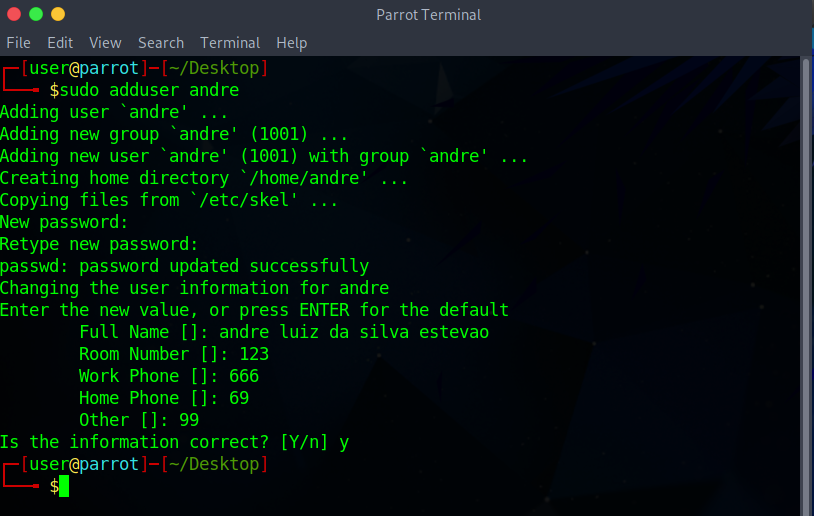 Parrot Terminal
File Edit View Search Terminal Help
[user@parrot]-[~/Desktop]
$sudo adduser andre
Adding user `andre' ...
Adding new group `andre' (1001) ...
Adding new user `andre' (1001) with group `andre' ...
Creating home directory `/home/andre' ...
Copying files from `/etc/skel' ...
New password:
Retype new password:
passwd: password updated successfully
Changing the user information for andre
Enter the new value, or press ENTER for the default
Full Name []: andre luiz da silva estevao
Room Number []: 123
Work Phone []: 666
Home Phone []: 69
Other []: 99
Is the information correct? [Y/n] y
[user@parrot]-[~/Desktop]
$